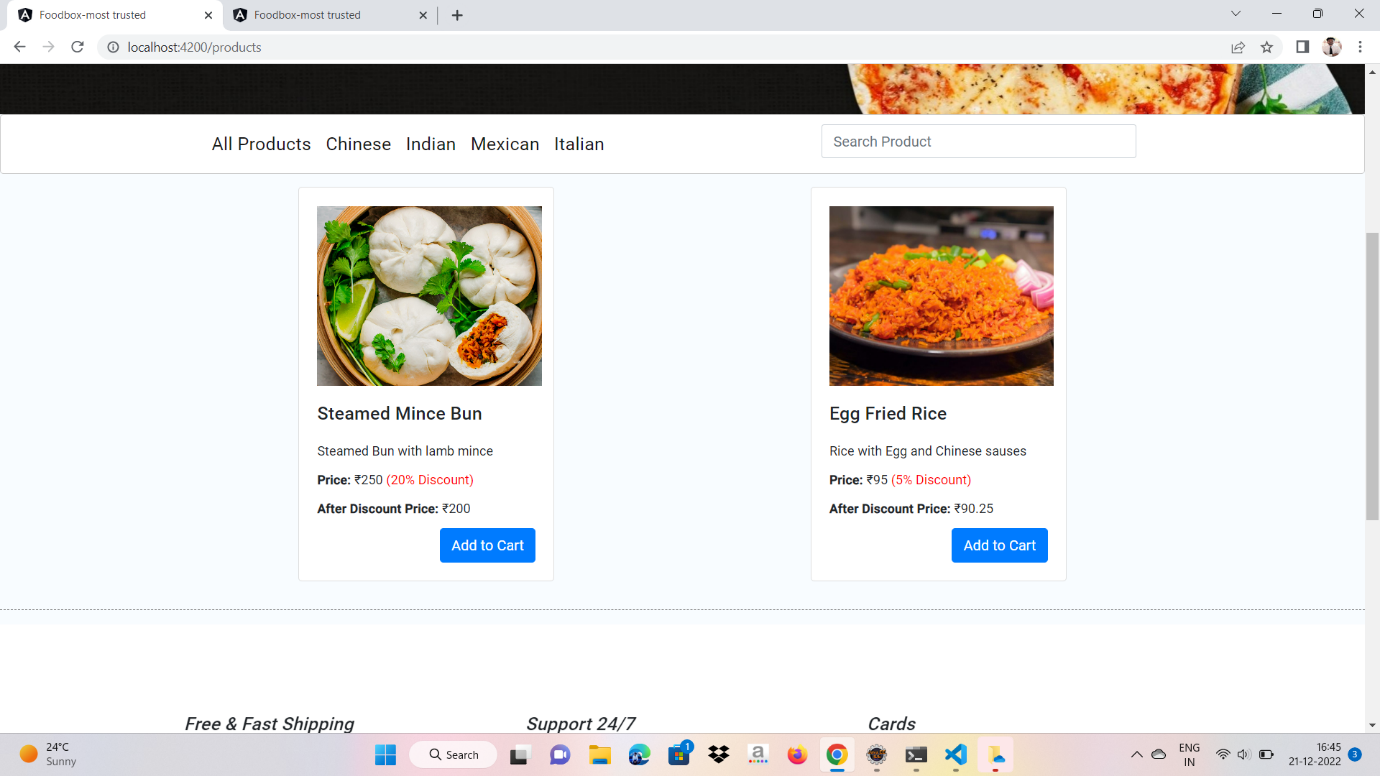 Foodbox-most trusted
Foodbox-most trusted
localhost:4200/products
All Products Chinese Indian Mexican Italian
Search Product
Steamed Mince Bun
Steamed Bun with lamb mince
Price: ₹250 (20% Discount)
After Discount Price: ₹200
Add to Cart
Egg Fried Rice
Rice with Egg and Chinese sauses
Price: ₹95 (5% Discount)
After Discount Price: ₹90.25
Add to Cart
Free & Fast Shipping
Support 24/7
Cards
24°C
Sunny
Search
1
a
ENG
IN
16:45
21-12-2022
3